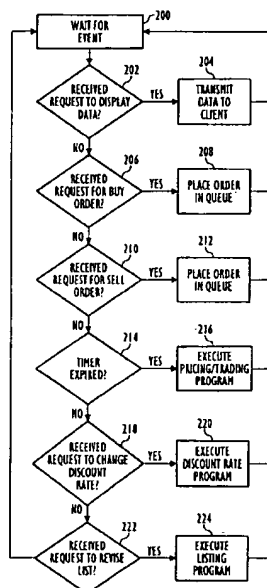 WAIT FOR
EVENT
200
RECEIVED
REQUEST TO DISPLAY
DATA?
202
YES
TRANSMIT
DATA TO
CLIENT
204
NO
RECEIVED
REQUEST FOR BUY
ORDER?
206
YES
PLACE ORDER
IN QUEUE
208
NO
RECEIVED
REQUEST FOR SELL
ORDER?
210
YES
PLACE ORDER
IN QUEUE
212
NO
TIMER
EXPIRED?
214
YES
EXECUTE
PRICING/TRADING
PROGRAM
216
NO
RECEIVED
REQUEST TO CHANGE
DISCOUNT
RATE?
218
YES
EXECUTE
DISCOUNT RATE
PROGRAM
220
NO
RECEIVED
REQUEST TO REVISE
LIST?
222
YES
EXECUTE
LISTING
PROGRAM
224